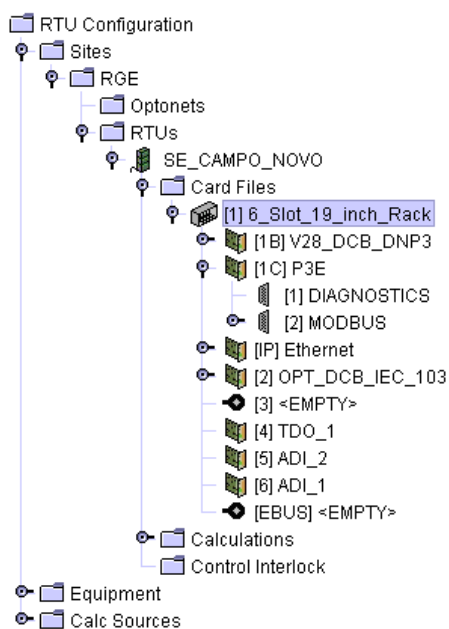 RTU Configuration
Sites
RGE
Optonets
RTUs
SE_CAMPO_NOVO
Card Files
[1] 6_Slot_19_inch_Rack
[1B] V28_DCB_DNP3
[1C] P3E
[1] DIAGNOSTICS
[2] MODBUS
[IP] Ethernet
[2] OPT_DCB_IEC_103
[3] <EMPTY>
[4] TDO_1
[5] ADI_2
[6] ADI_1
[EBUS] <EMPTY>
Calculations
Control Interlock
Equipment
Calc Sources